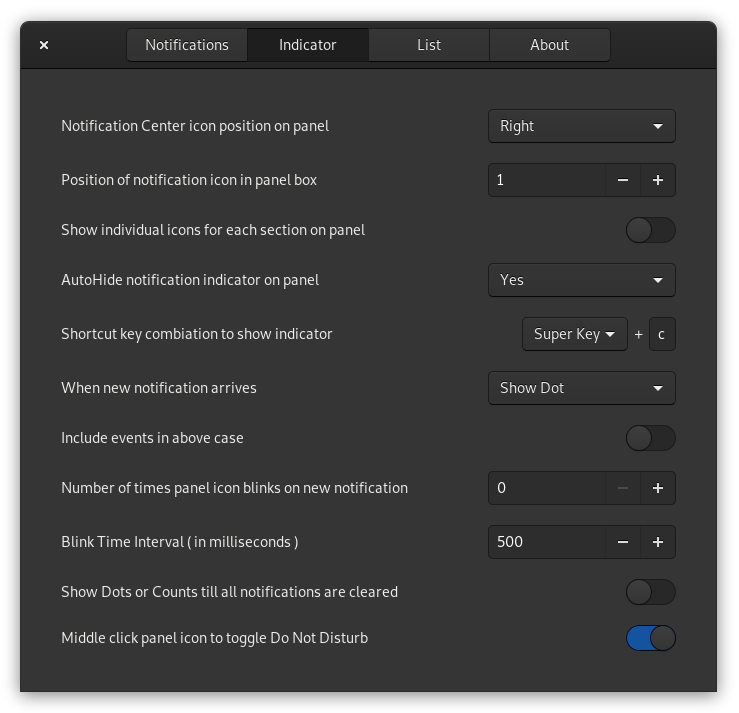 Notifications Indicator List About
Notification Center icon position on panel Right
Position of notification icon in panel box 1 − +
Show individual icons for each section on panel
AutoHide notification indicator on panel Yes
Shortcut key combiation to show indicator Super Key + c
When new notification arrives Show Dot
Include events in above case
Number of times panel icon blinks on new notification 0 − +
Blink Time Interval ( in milliseconds ) 500 − +
Show Dots or Counts till all notifications are cleared
Middle click panel icon to toggle Do Not Disturb